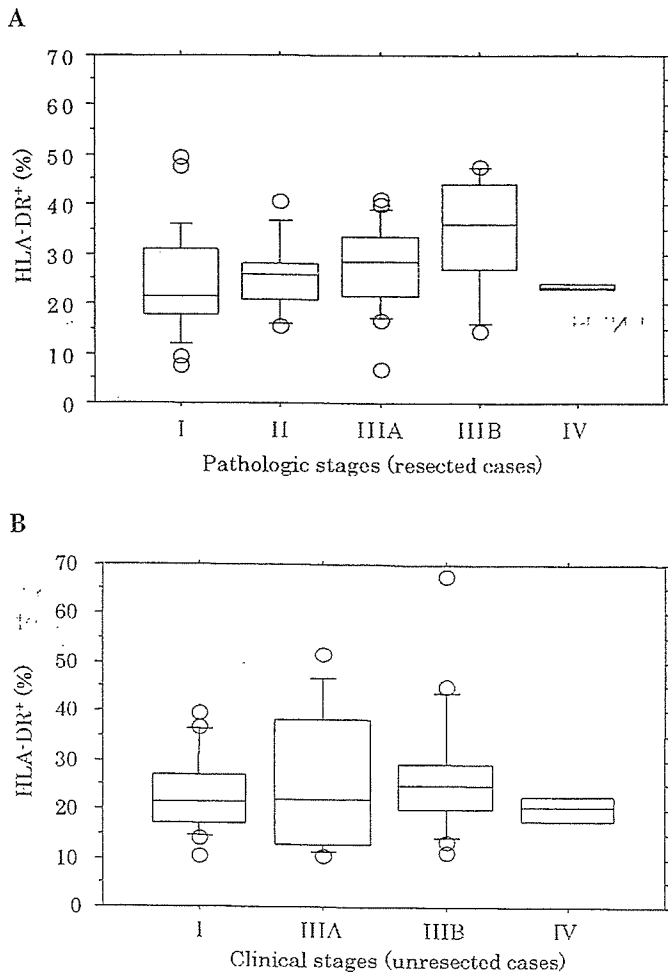 A
70
60
50
40
30
20
10
0
HLA-DR+ (%)
I II IIIA IIIB IV
Pathologic stages (resected cases)
B
70
60
50
40
30
20
10
0
HLA-DR+ (%)
I IIIA IIIB IV
Clinical stages (unresected cases)